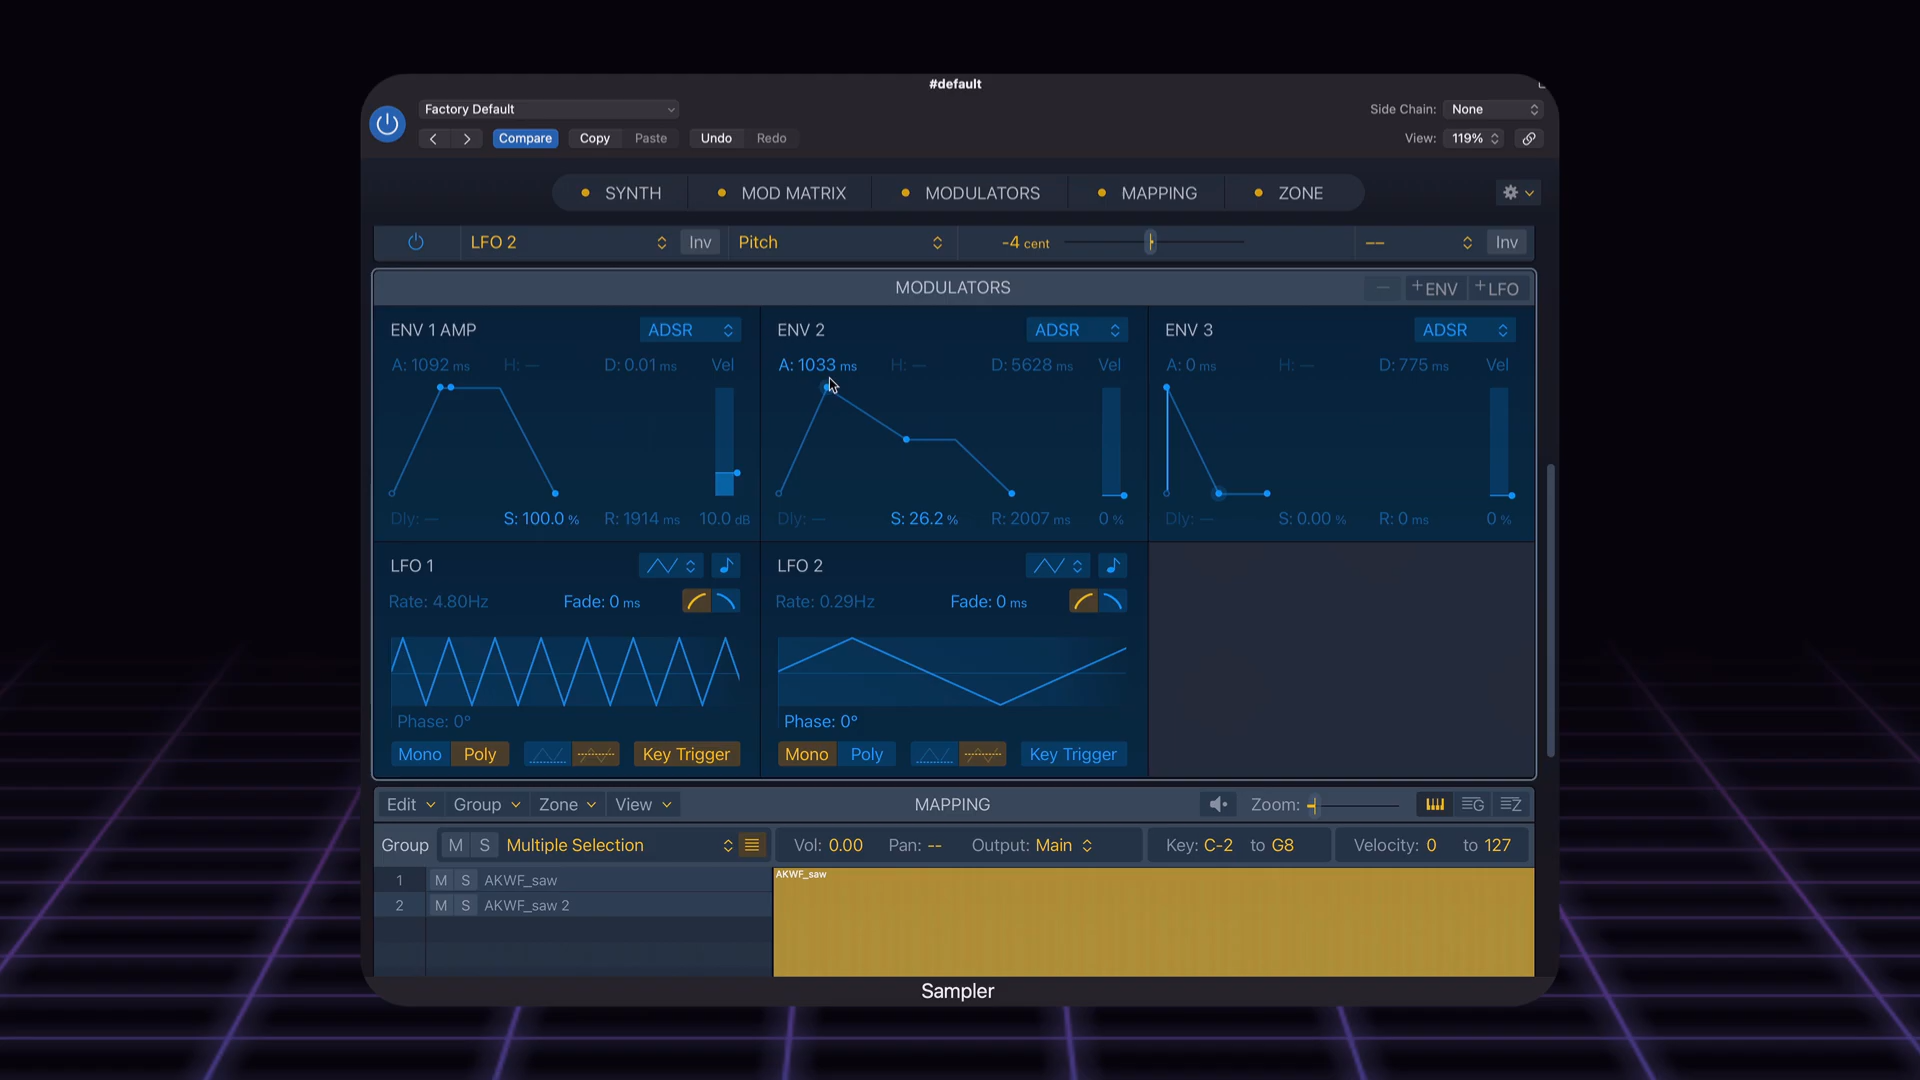 #default
Factory Default
Side Chain: None
Compare Copy Paste Undo Redo
View: 119%
SYNTH MOD MATRIX MODULATORS MAPPING ZONE
LFO 2 Inv Pitch -4 cent -- Inv
MODULATORS
+ENV +LFO
ENV 1 AMP ADSR
A: 1092 ms H: — D: 0.01 ms Vel
Dly: — S: 100.0 % R: 1914 ms 10.0 dB
ENV 2 ADSR
A: 1033 ms H: — D: 5628 ms Vel
Dly: — S: 26.2 % R: 2007 ms 0 %
ENV 3 ADSR
A: 0 ms H: — D: 775 ms Vel
Dly: — S: 0.00 % R: 0 ms 0 %
LFO 1
Rate: 4.80Hz Fade: 0 ms
Phase: 0°
Mono Poly Key Trigger
LFO 2
Rate: 0.29Hz Fade: 0 ms
Phase: 0°
Mono Poly Key Trigger
Edit Group Zone View MAPPING Zoom:
Group M S Multiple Selection Vol: 0.00 Pan: -- Output: Main Key: C-2 to G8 Velocity: 0 to 127
1 M S AKWF_saw
2 M S AKWF_saw 2
AKWF_saw
Sampler